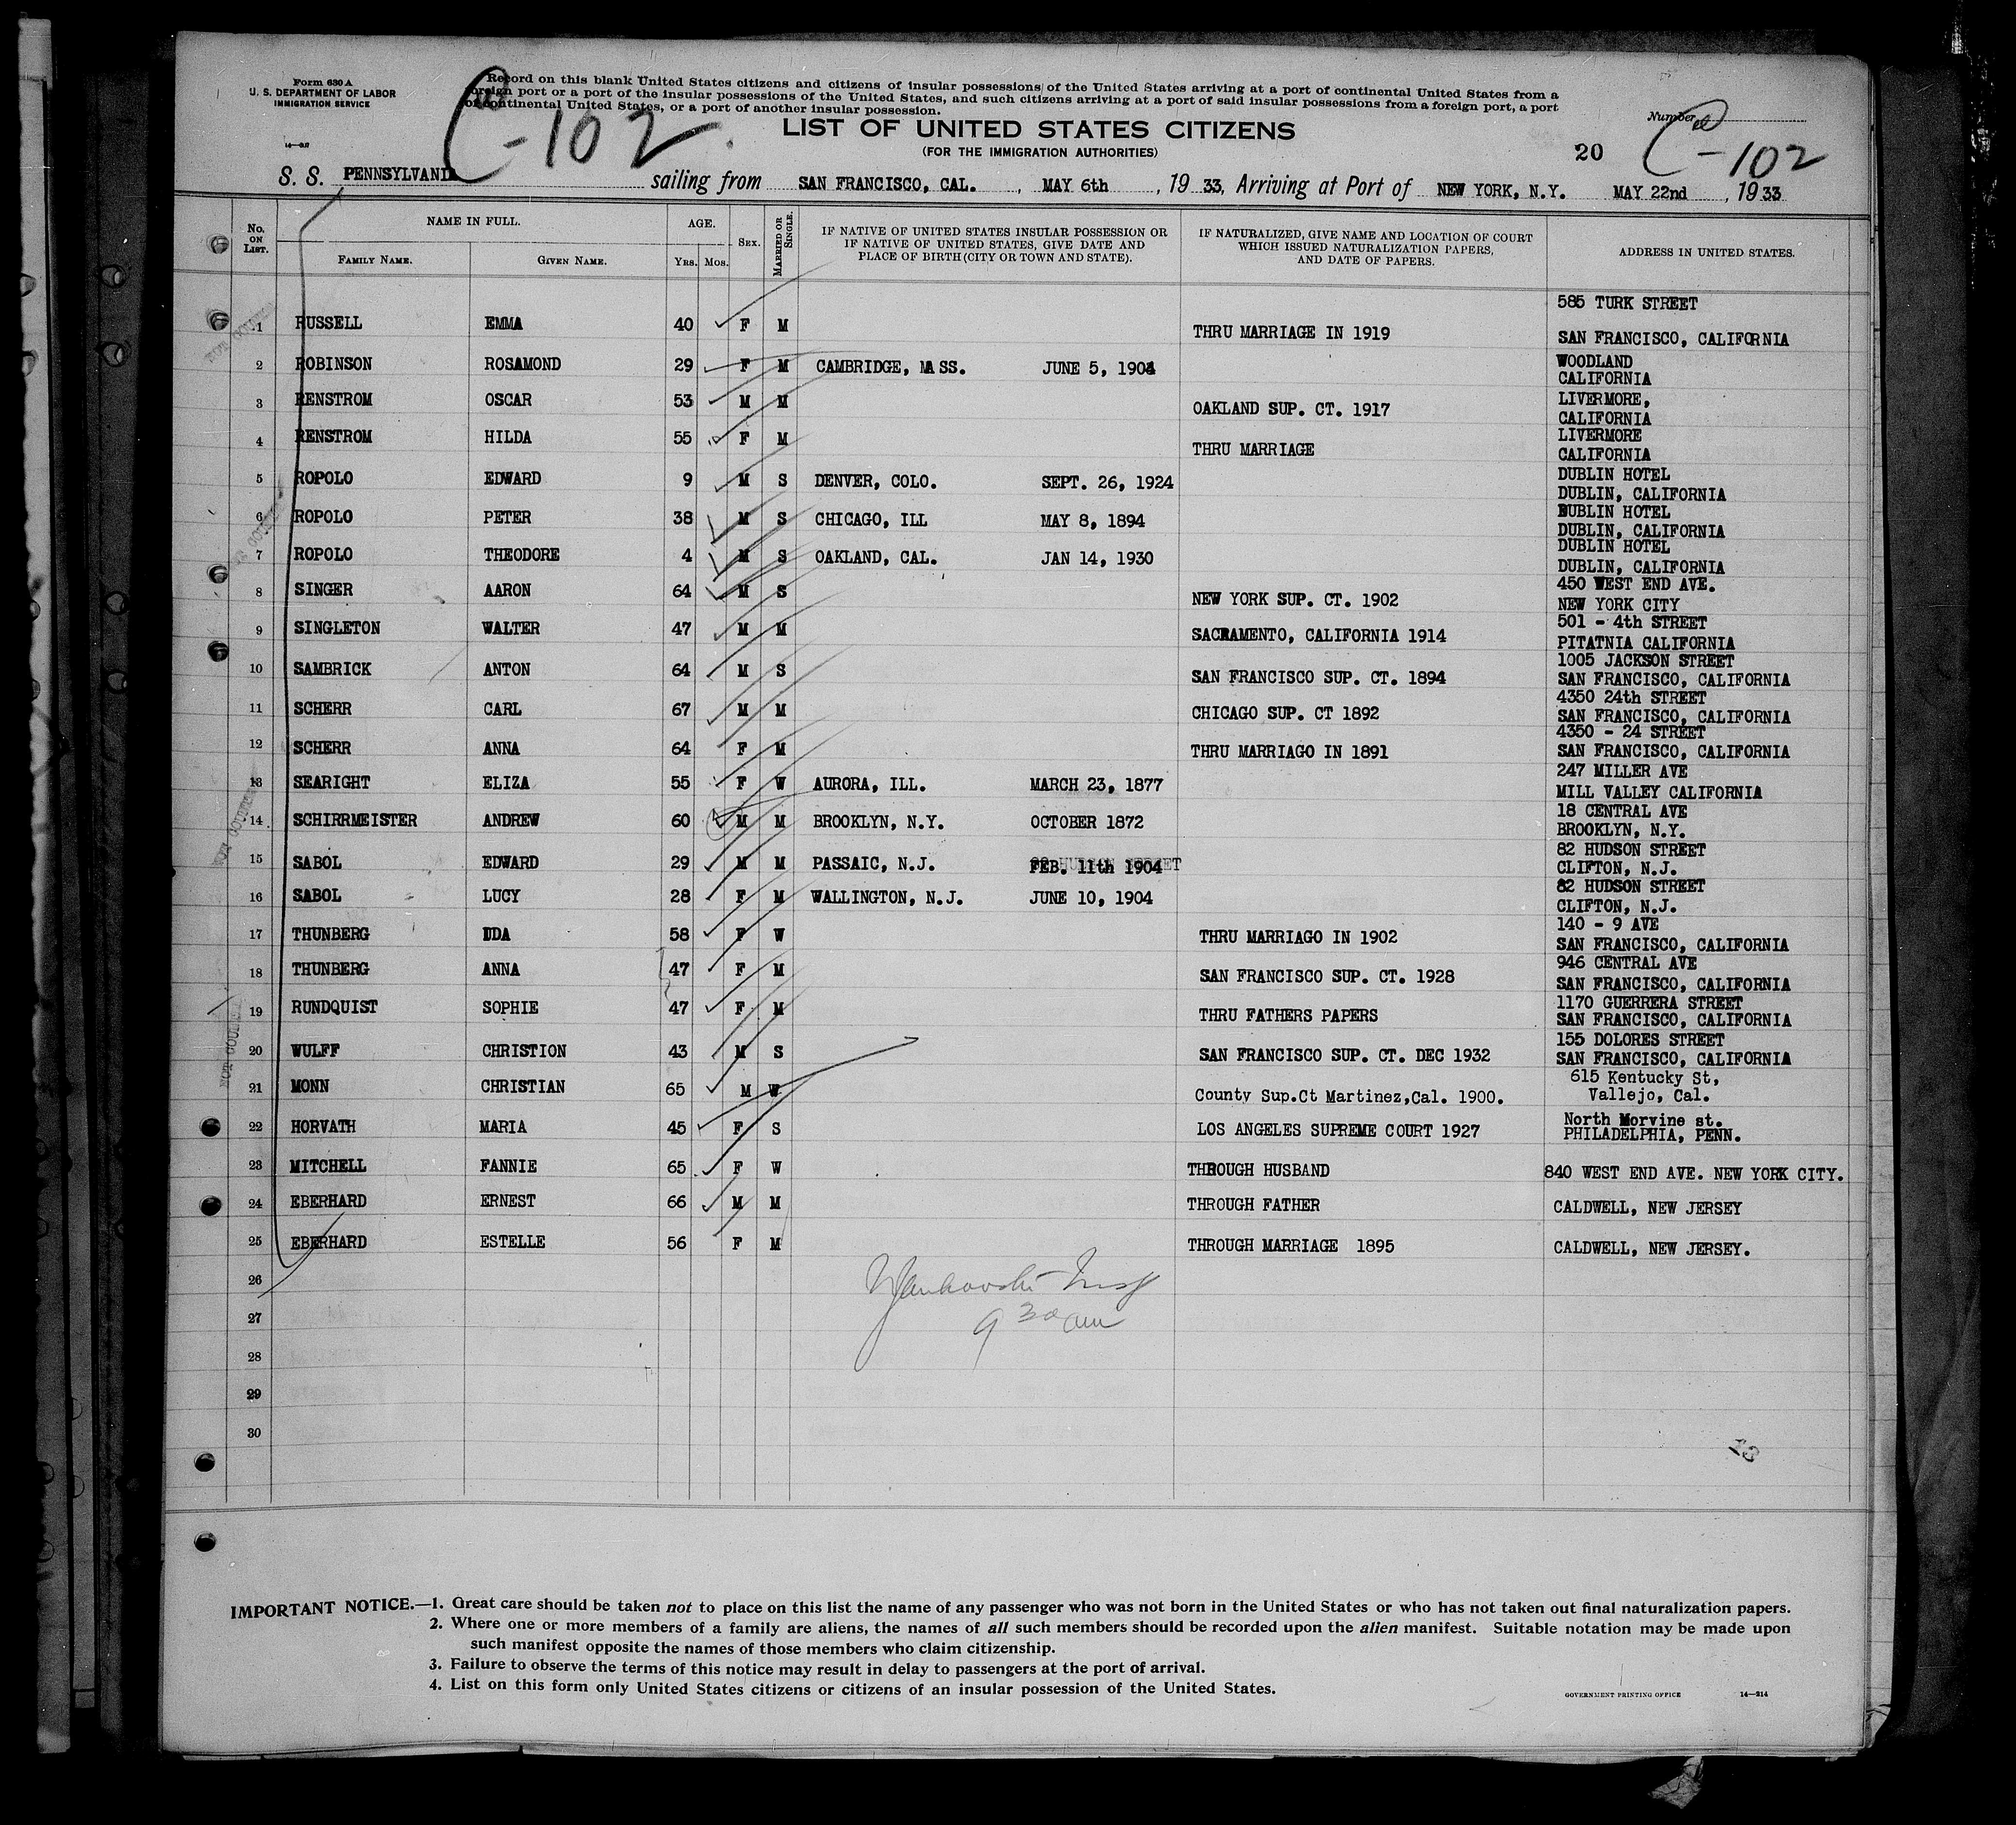 Form 630 A
U. S. DEPARTMENT OF LABOR
IMMIGRATION SERVICE
Record on this blank United States citizens and citizens of insular possessions of the United States arriving at a port of continental United States from a
foreign port or a port of the insular possessions of the United States, and such citizens arriving at a port of said insular possessions from a foreign port, a port
of continental United States, or a port of another insular possession.
LIST OF UNITED STATES CITIZENS
(FOR THE IMMIGRATION AUTHORITIES)
C-102
Number
20
C-102
S. S. PENNSYLVANIA sailing from SAN FRANCISCO, CAL. , MAY 6th , 19 33, Arriving at Port of NEW YORK, N.Y. MAY 22nd , 19 33
No. ON LIST. NAME IN FULL. FAMILY NAME. GIVEN NAME. AGE. YRS. MOS. SEX. MARRIED OR SINGLE. IF NATIVE OF UNITED STATES INSULAR POSSESSION OR IF NATIVE OF UNITED STATES, GIVE DATE AND PLACE OF BIRTH (CITY OR TOWN AND STATE). IF NATURALIZED, GIVE NAME AND LOCATION OF COURT WHICH ISSUED NATURALIZATION PAPERS, AND DATE OF PAPERS. ADDRESS IN UNITED STATES.
1 RUSSELL EMMA 40 F M THRU MARRIAGE IN 1919 585 TURK STREET SAN FRANCISCO, CALIFORNIA
2 ROBINSON ROSAMOND 29 F M CAMBRIDGE, MASS. JUNE 5, 1904 WOODLAND CALIFORNIA
3 RENSTROM OSCAR 53 M M OAKLAND SUP. CT. 1917 LIVERMORE, CALIFORNIA
4 RENSTROM HILDA 55 F M THRU MARRIAGE LIVERMORE CALIFORNIA
5 ROPOLO EDWARD 9 M S DENVER, COLO. SEPT. 26, 1924 DUBLIN HOTEL DUBLIN, CALIFORNIA
6 ROPOLO PETER 38 M S CHICAGO, ILL MAY 8, 1894 DUBLIN HOTEL DUBLIN, CALIFORNIA
7 ROPOLO THEODORE 4 M S OAKLAND, CAL. JAN 14, 1930 DUBLIN HOTEL DUBLIN, CALIFORNIA
8 SINGER AARON 64 M S NEW YORK SUP. CT. 1902 450 WEST END AVE. NEW YORK CITY
9 SINGLETON WALTER 47 M M SACRAMENTO, CALIFORNIA 1914 501 - 4th STREET PITATNIA CALIFORNIA
10 SAMBRICK ANTON 64 M S SAN FRANCISCO SUP. CT. 1894 1005 JACKSON STREET SAN FRANCISCO, CALIFORNIA
11 SCHERR CARL 67 M M CHICAGO SUP. CT 1892 4350 24th STREET SAN FRANCISCO, CALIFORNIA
12 SCHERR ANNA 64 F M THRU MARRIAGO IN 1891 4350 - 24 STREET SAN FRANCISCO, CALIFORNIA
13 SEARIGHT ELIZA 55 F W AURORA, ILL. MARCH 23, 1877 247 MILLER AVE MILL VALLEY CALIFORNIA
14 SCHIRRMEISTER ANDREW 60 M M BROOKLYN, N.Y. OCTOBER 1872 18 CENTRAL AVE BROOKLYN, N.Y.
15 SABOL EDWARD 29 M M PASSAIC, N.J. FEB. 11th 1904 82 HUDSON STREET CLIFTON, N.J.
16 SABOL LUCY 28 F M WALLINGTON, N.J. JUNE 10, 1904 82 HUDSON STREET CLIFTON, N.J.
17 THUNBERG IDA 58 F W THRU MARRIAGO IN 1902 140 - 9 AVE SAN FRANCISCO, CALIFORNIA
18 THUNBERG ANNA 47 F M SAN FRANCISCO SUP. CT. 1928 946 CENTRAL AVE SAN FRANCISCO, CALIFORNIA
19 RUNDQUIST SOPHIE 47 F M THRU FATHERS PAPERS 1170 GUERRERA STREET SAN FRANCISCO, CALIFORNIA
20 WULFF CHRISTION 43 M S SAN FRANCISCO SUP. CT. DEC 1932 155 DOLORES STREET SAN FRANCISCO, CALIFORNIA
21 MONN CHRISTIAN 65 M W County Sup.Ct Martinez,Cal. 1900. 615 Kentucky St, Vallejo, Cal.
22 HORVATH MARIA 45 F S LOS ANGELES SUPREME COURT 1927 North Morvine st. PHILADELPHIA, PENN.
23 MITCHELL FANNIE 65 F W THROUGH HUSBAND 840 WEST END AVE. NEW YORK CITY.
24 EBERHARD ERNEST 66 M M THROUGH FATHER CALDWELL, NEW JERSEY
25 EBERHARD ESTELLE 56 F M THROUGH MARRIAGE 1895 CALDWELL, NEW JERSEY.
26
27 9 30 am
28
29
30
13
IMPORTANT NOTICE.—1. Great care should be taken not to place on this list the name of any passenger who was not born in the United States or who has not taken out final naturalization papers.
2. Where one or more members of a family are aliens, the names of all such members should be recorded upon the alien manifest. Suitable notation may be made upon
such manifest opposite the names of those members who claim citizenship.
3. Failure to observe the terms of this notice may result in delay to passengers at the port of arrival.
4. List on this form only United States citizens or citizens of an insular possession of the United States.
GOVERNMENT PRINTING OFFICE 14—214